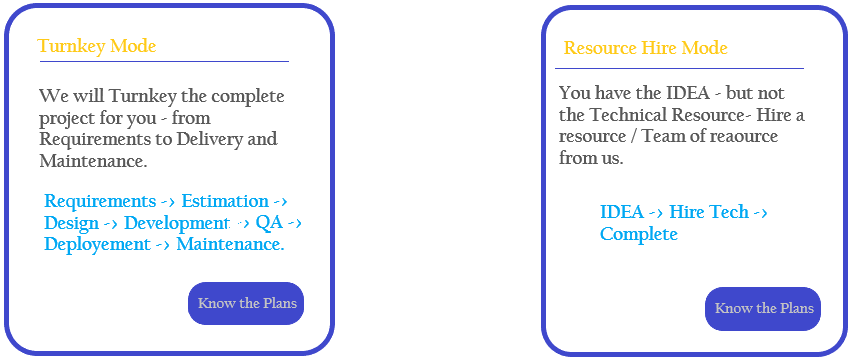 Turnkey Mode
We will Turnkey the complete
project for you - from
Requirements to Delivery and
Maintenance.
Requirements -> Estimation ->
Design -> Development -> QA ->
Deployement -> Maintenance.
Know the Plans
Resource Hire Mode
You have the IDEA - but not
the Technical Resource- Hire a
resource / Team of reaource
from us.
IDEA -> Hire Tech ->
Complete
Know the Plans